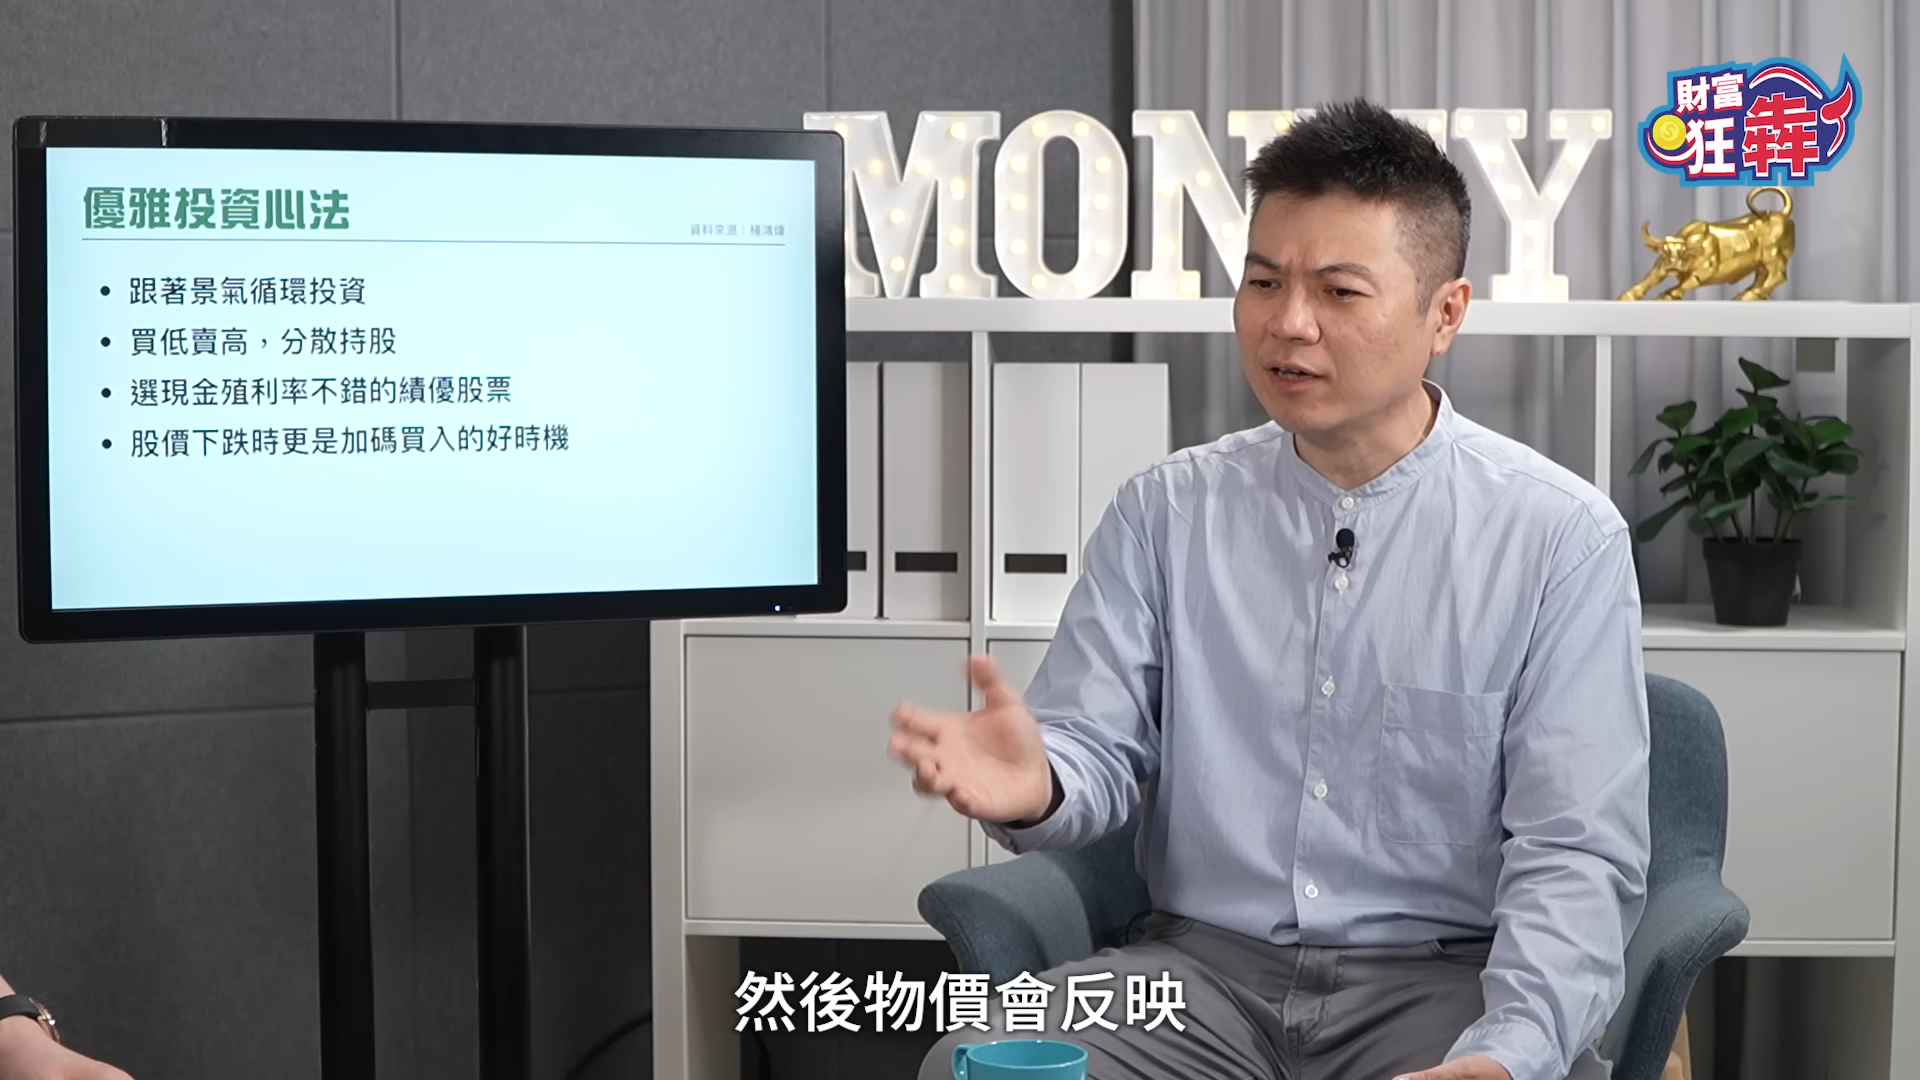 優雅投資心法
資料來源：楊鴻煒
• 跟著景氣循環投資
• 買低賣高，分散持股
• 選現金殖利率不錯的績優股票
• 股價下跌時更是加碼買入的好時機
MONEY
財富
狂犇
然後物價會反映